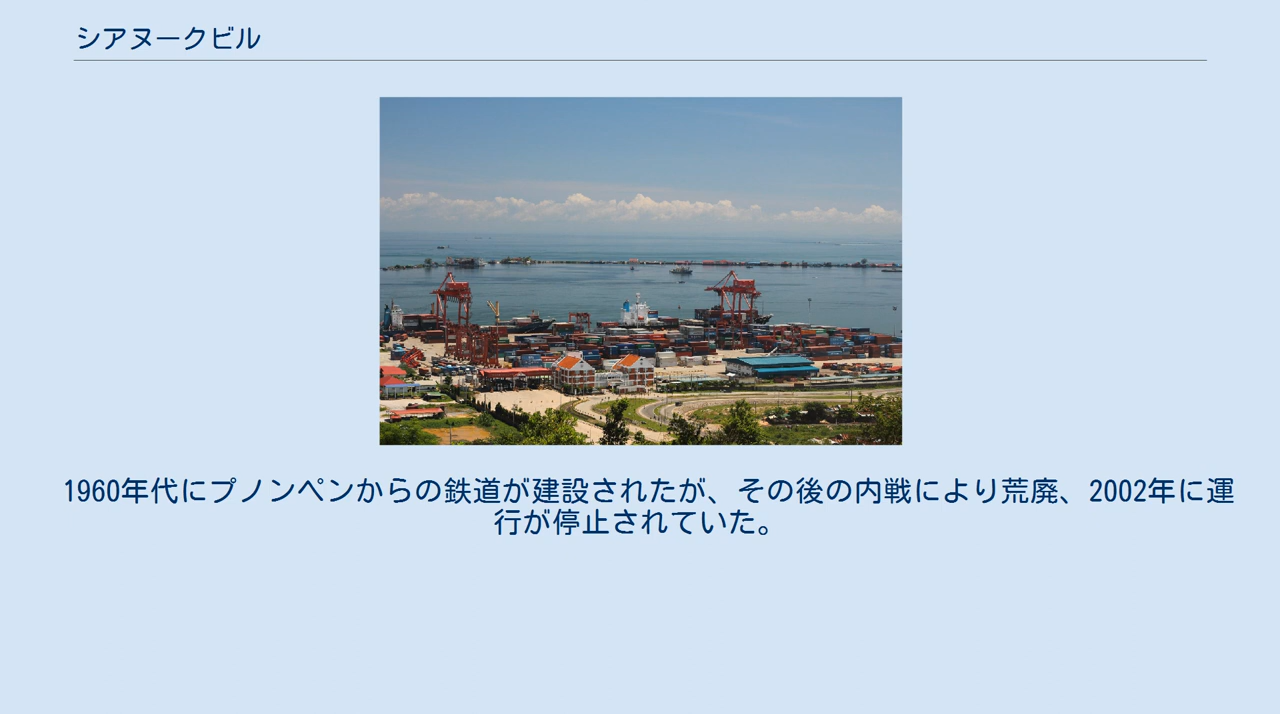 シアヌークビル
1960年代にプノンペンからの鉄道が建設されたが、その後の内戦により荒廃、2002年に運
行が停止されていた。